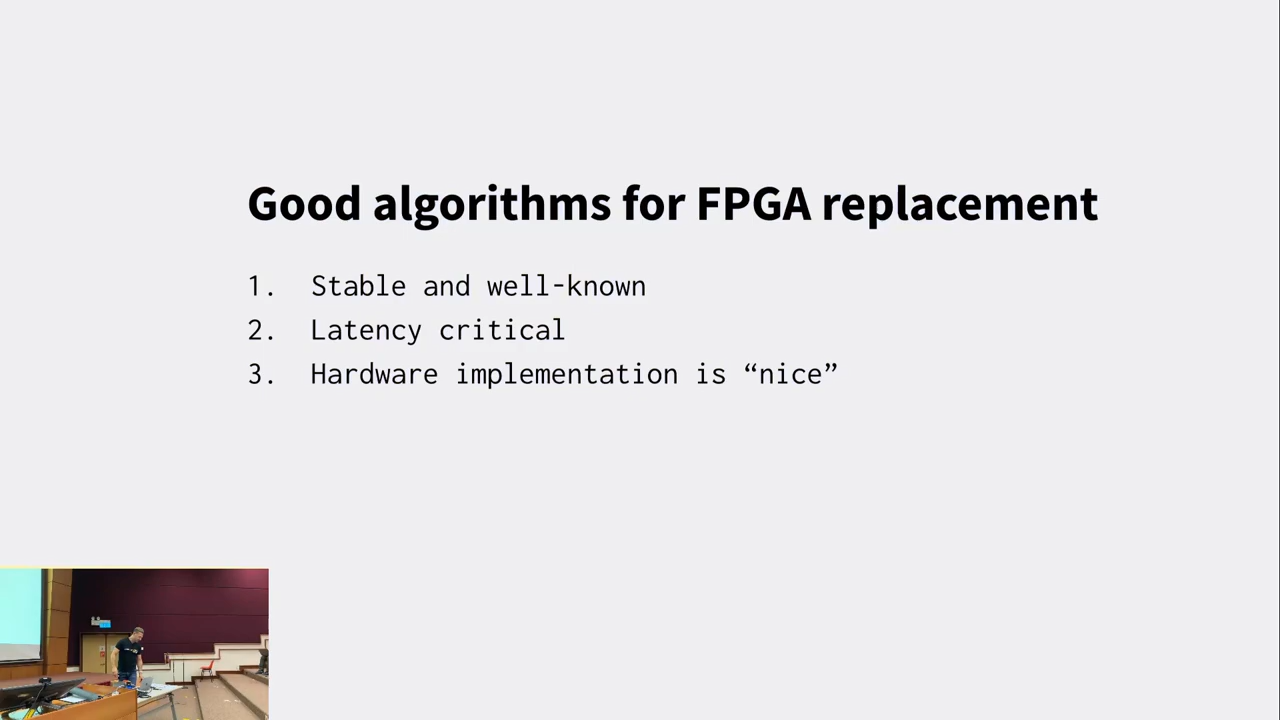 Good algorithms for FPGA replacement
1. Stable and well-known
2. Latency critical
3. Hardware implementation is “nice”